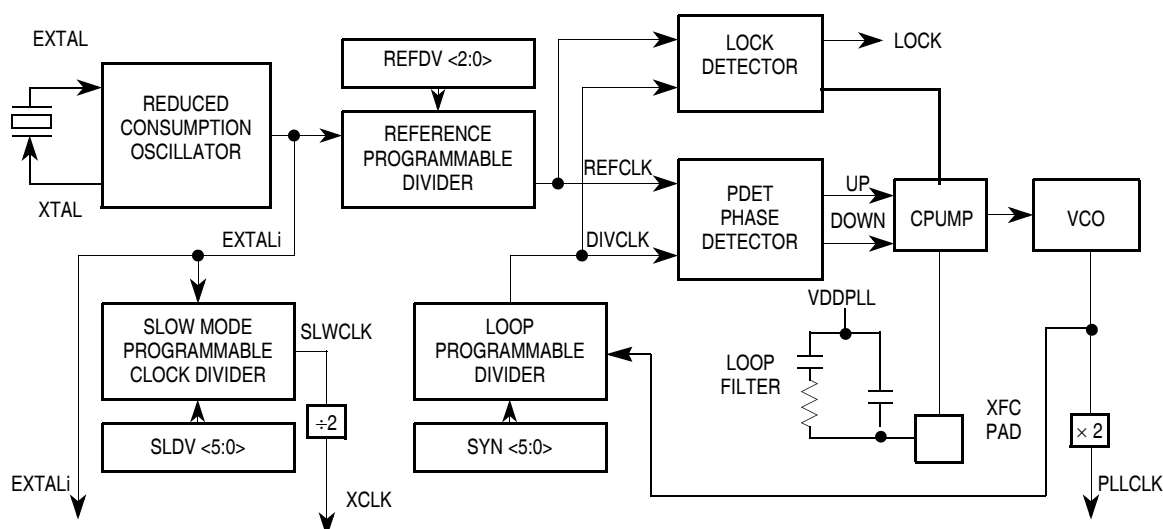 EXTAL
REDUCED
CONSUMPTION
OSCILLATOR
XTAL
REFDV <2:0>
REFERENCE
PROGRAMMABLE
DIVIDER
LOCK
DETECTOR
LOCK
REFCLK
DIVCLK
PDET
PHASE
DETECTOR
UP
DOWN
CPUMP
VCO
EXTALi
SLOW MODE
PROGRAMMABLE
CLOCK DIVIDER
SLWCLK
LOOP
PROGRAMMABLE
DIVIDER
VDDPLL
LOOP
FILTER
XFC
PAD
SLDV <5:0>
÷2
SYN <5:0>
× 2
EXTALi
XCLK
PLLCLK